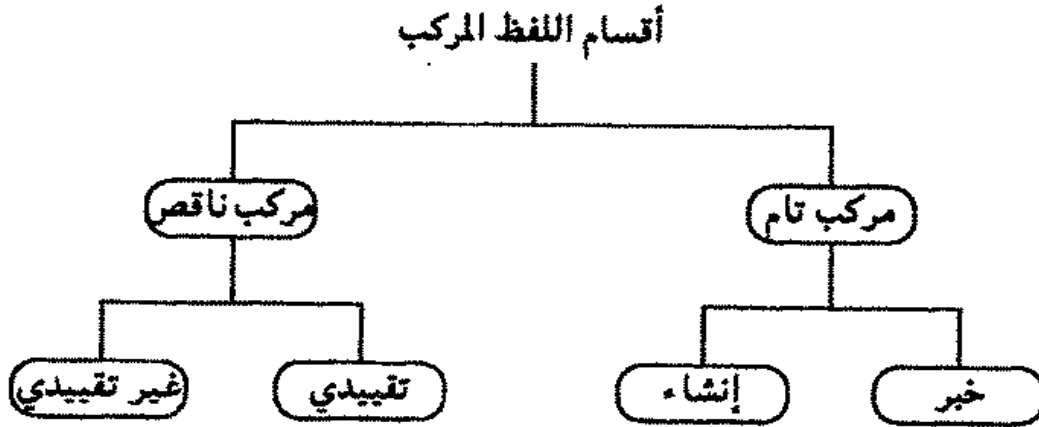 أقسام اللفظ المركب
مركب تام
مركب ناقص
خبر
إنشاء
تقييدي
غير تقييدي